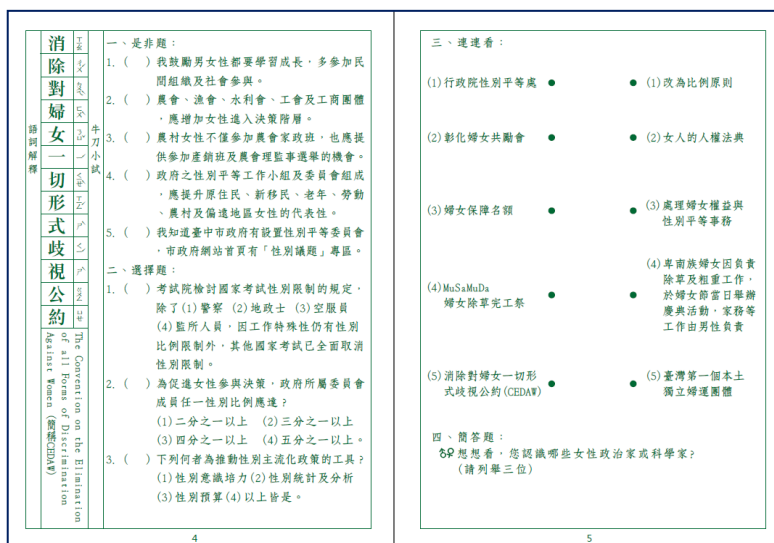 語詞解釋
消除對婦女一切形式歧視公約
The Convention on the Elimination
of all Forms of Discrimination
Against Women (簡稱CEDAW)
牛刀小試
一、是非題：
1. (　) 我鼓勵男女性都要學習成長，多參加民
間組織及社會參與。
2. (　) 農會、漁會、水利會、工會及工商團體
，應增加女性進入決策階層。
3. (　) 農村女性不僅參加農會家政班，也應提
供參加產銷班及農會理監事選舉的機會。
4. (　) 政府之性別平等工作小組及委員會組成
，應提升原住民、新移民、老年、勞動
、農村及偏遠地區女性的代表性。
5. (　) 我知道臺中市政府有設置性別平等委員會
，市政府網站首頁有「性別議題」專區。
二、選擇題：
1. (　) 考試院檢討國家考試性別限制的規定，
除了(1)警察 (2)地政士 (3)空服員
(4)監所人員，因工作特殊性仍有性別
比例限制外，其他國家考試已全面取消
性別限制。
2. (　) 為促進女性參與決策，政府所屬委員會
成員任一性別比例應達？
(1)二分之一以上 (2)三分之一以上
(3)四分之一以上 (4)五分之一以上。
3. (　) 下列何者為推動性別主流化政策的工具？
(1)性別意識培力(2)性別統計及分析
(3)性別預算(4)以上皆是。
4
三、連連看：
(1)行政院性別平等處 ● ● (1)改為比例原則
(2)彰化婦女共勵會 ● ● (2)女人的人權法典
(3)婦女保障名額 ● ● (3)處理婦女權益與
性別平等事務
(4)MuSaMuDa
婦女除草完工祭 ● ● (4)卑南族婦女因負責
除草及粗重工作，
於婦女節當日舉辦
慶典活動，家務等
工作由男性負責
(5)消除對婦女一切形
式歧視公約(CEDAW) ● ● (5)臺灣第一個本土
獨立婦運團體
四、簡答題：
想想看，您認識哪些女性政治家或科學家？
(請列舉三位)
5